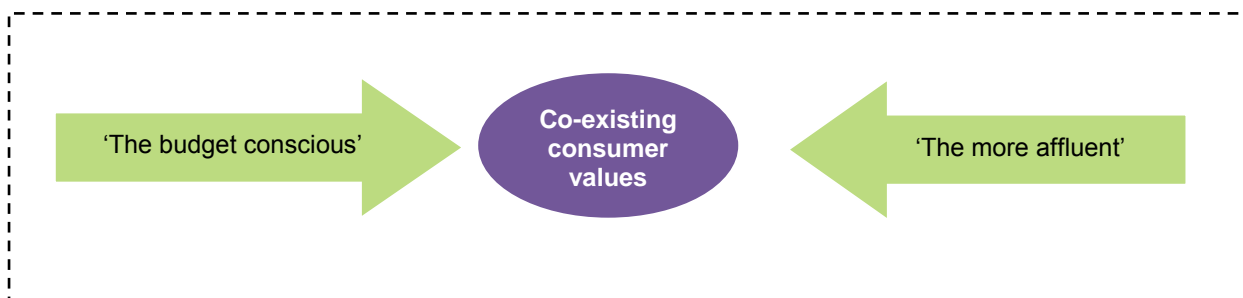 ‘The budget conscious’
Co-existing
consumer
values
‘The more affluent’